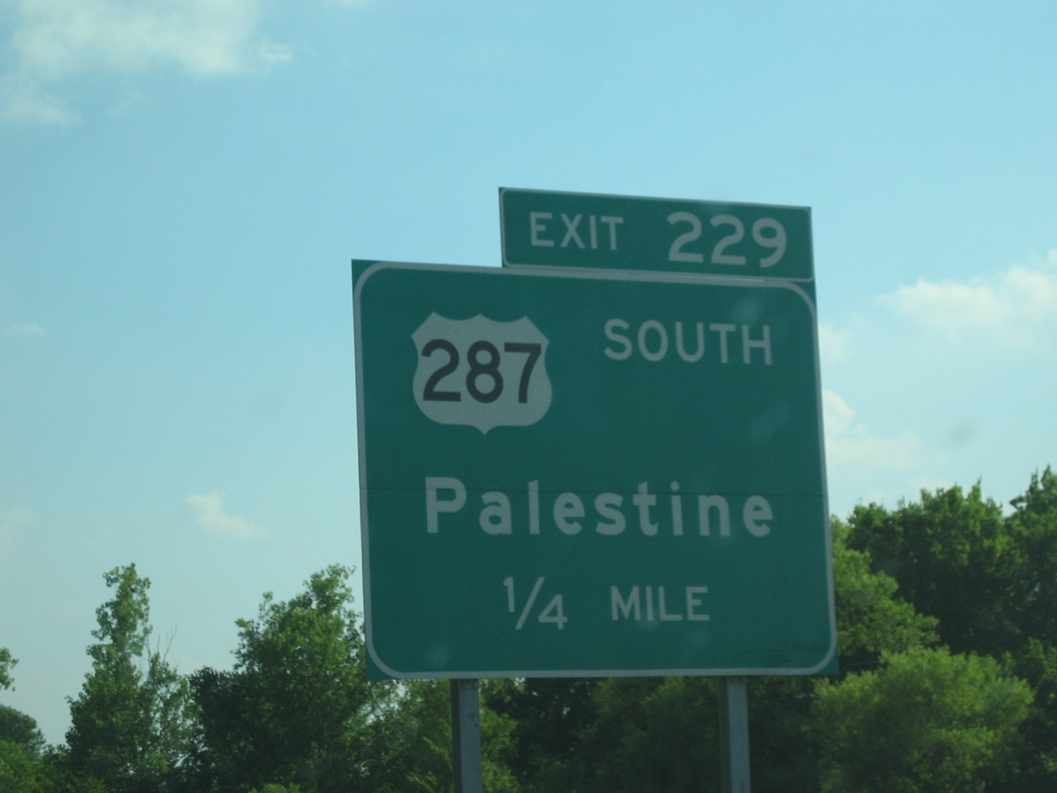 EXIT 229
287 SOUTH
Palestine
1/4 MILE